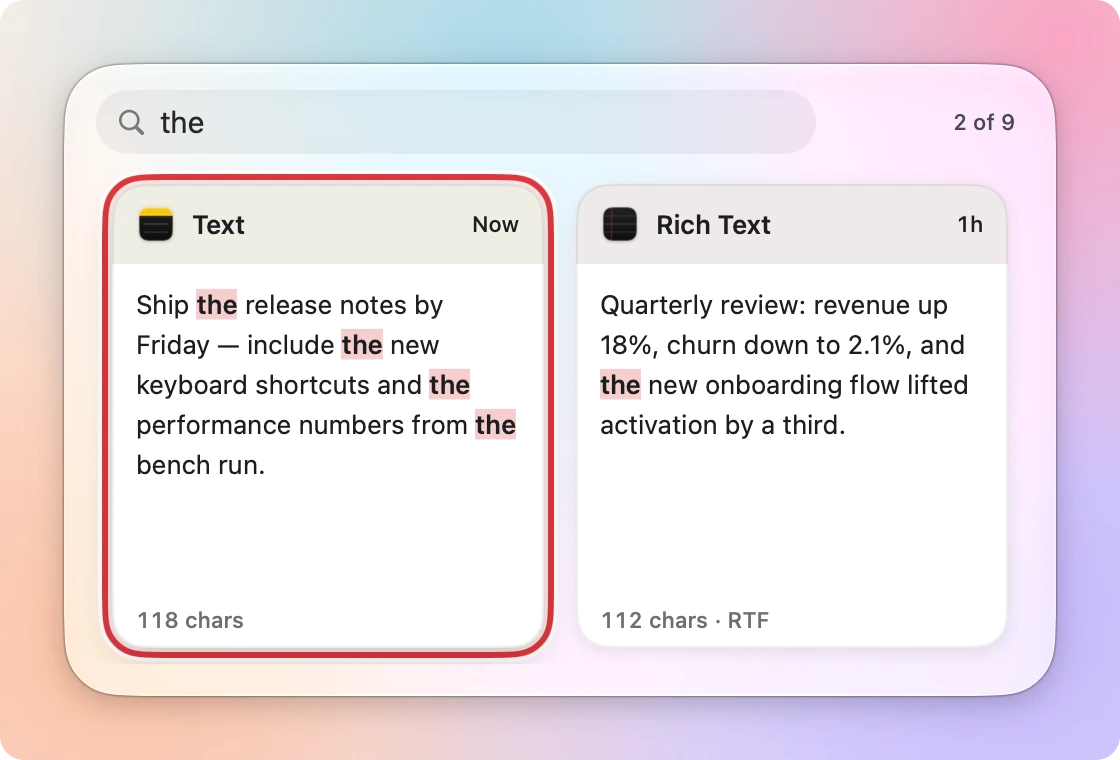 the
2 of 9
Text
Now
Ship the release notes by
Friday — include the new
keyboard shortcuts and the
performance numbers from the
bench run.
118 chars
Rich Text
1h
Quarterly review: revenue up
18%, churn down to 2.1%, and
the new onboarding flow lifted
activation by a third.
112 chars · RTF